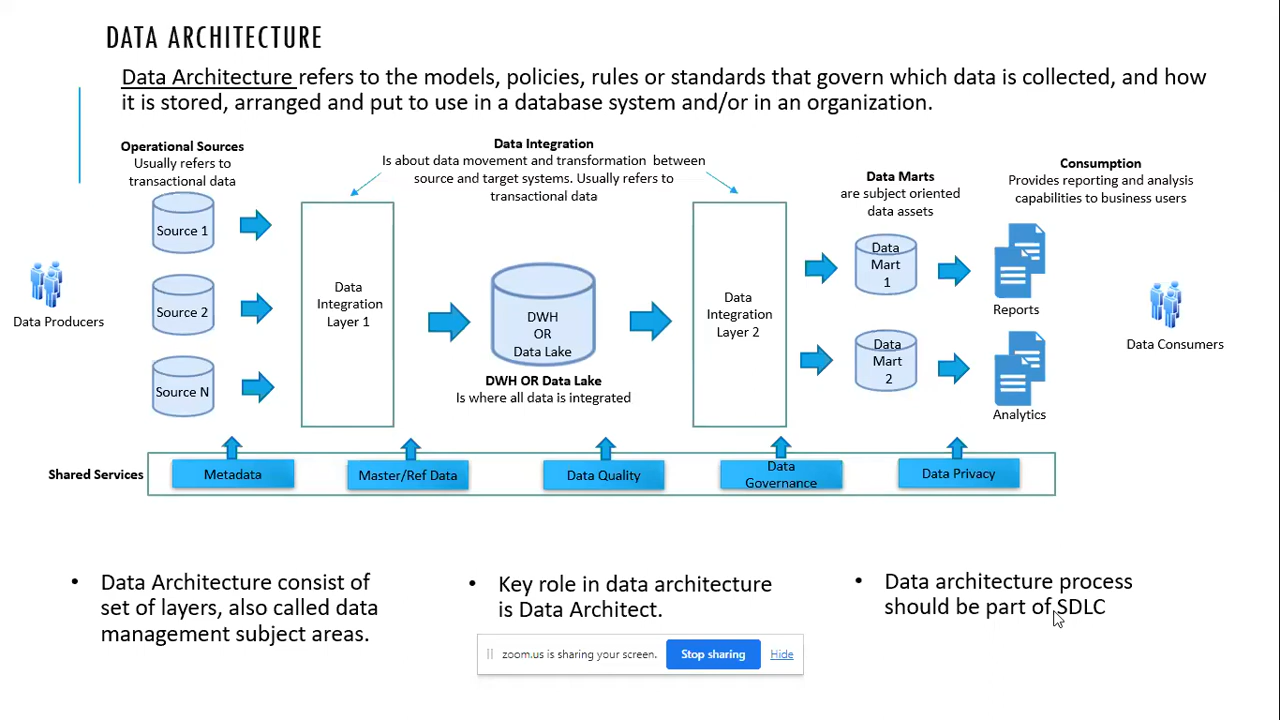 DATA ARCHITECTURE
Data Architecture refers to the models, policies, rules or standards that govern which data is collected, and how
it is stored, arranged and put to use in a database system and/or in an organization.
Operational Sources
Usually refers to
transactional data
Data Integration
Is about data movement and transformation between
source and target systems. Usually refers to
transactional data
Data Marts
are subject oriented
data assets
Consumption
Provides reporting and analysis
capabilities to business users
Data Producers
Source 1
Source 2
Source N
Data
Integration
Layer 1
DWH
OR
Data Lake
DWH OR Data Lake
Is where all data is integrated
Data
Integration
Layer 2
Data
Mart
1
Data
Mart
2
Reports
Analytics
Data Consumers
Shared Services
Metadata
Master/Ref Data
Data Quality
Data
Governance
Data Privacy
• Data Architecture consist of
set of layers, also called data
management subject areas.
• Key role in data architecture
is Data Architect.
• Data architecture process
should be part of SDLC
zoom.us is sharing your screen.
Stop sharing
Hide